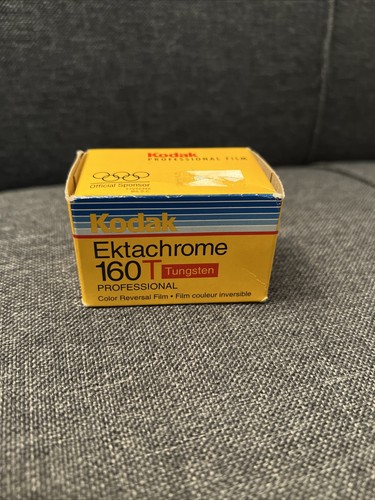 Kodak
PROFESSIONAL FILM
Official Sponsor
Kodak
Ektachrome
160T Tungsten
PROFESSIONAL
Color Reversal Film • Film couleur inversible